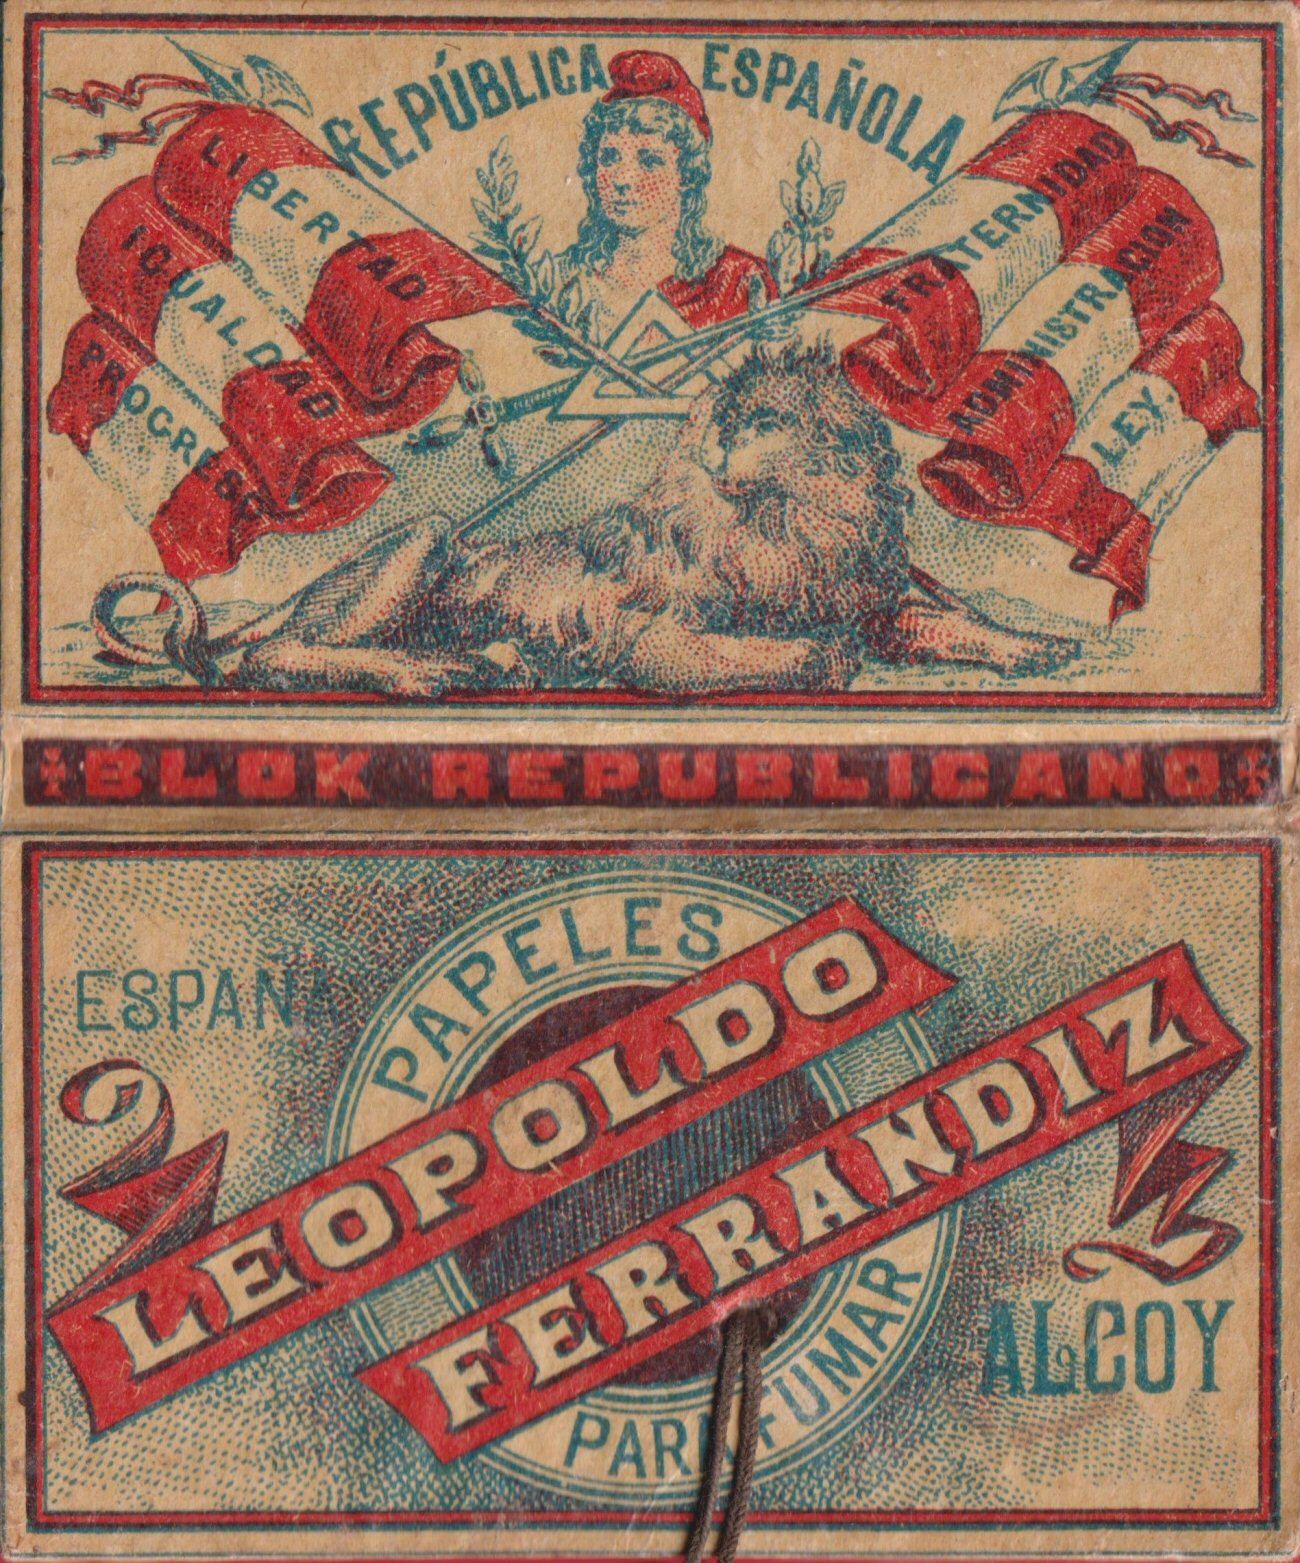 REPÚBLICA ESPAÑOLA
LIBERTAD
IGUALDAD
PROGRESO
FRATERNIDAD
ADMINISTRACION
LEY
BLOK REPUBLICANO
ESPAÑA
PAPELES
LEOPOLDO
FERRANDIZ
PARA FUMAR
ALCOY